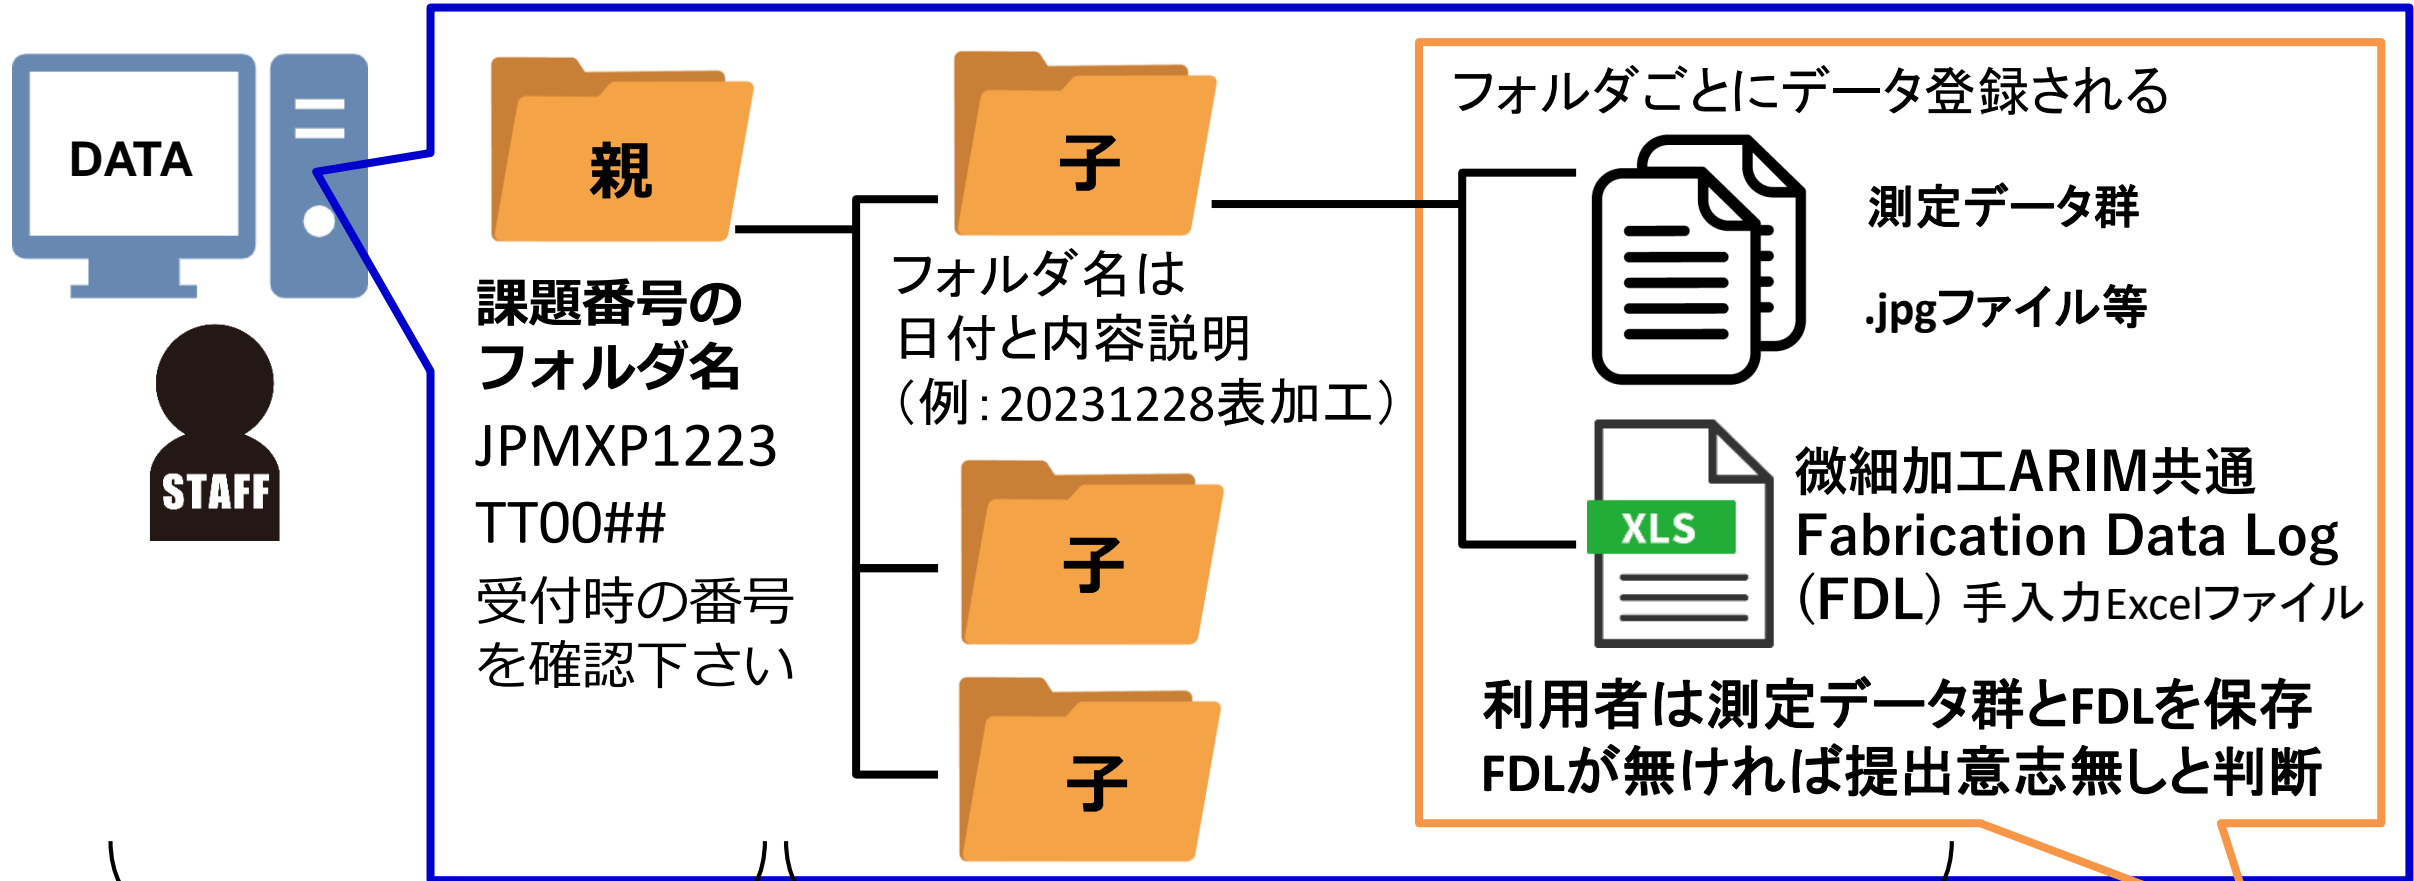 DATA
STAFF
親
課題番号の
フォルダ名
JPMXP1223
TT00##
受付時の番号
を確認下さい
子
フォルダ名は
日付と内容説明
（例：20231228表加工）
子
子
フォルダごとにデータ登録される
測定データ群
.jpgファイル等
XLS
微細加工ARIM共通
Fabrication Data Log
（FDL）手入力Excelファイル
利用者は測定データ群とFDLを保存
FDLが無ければ提出意志無しと判断